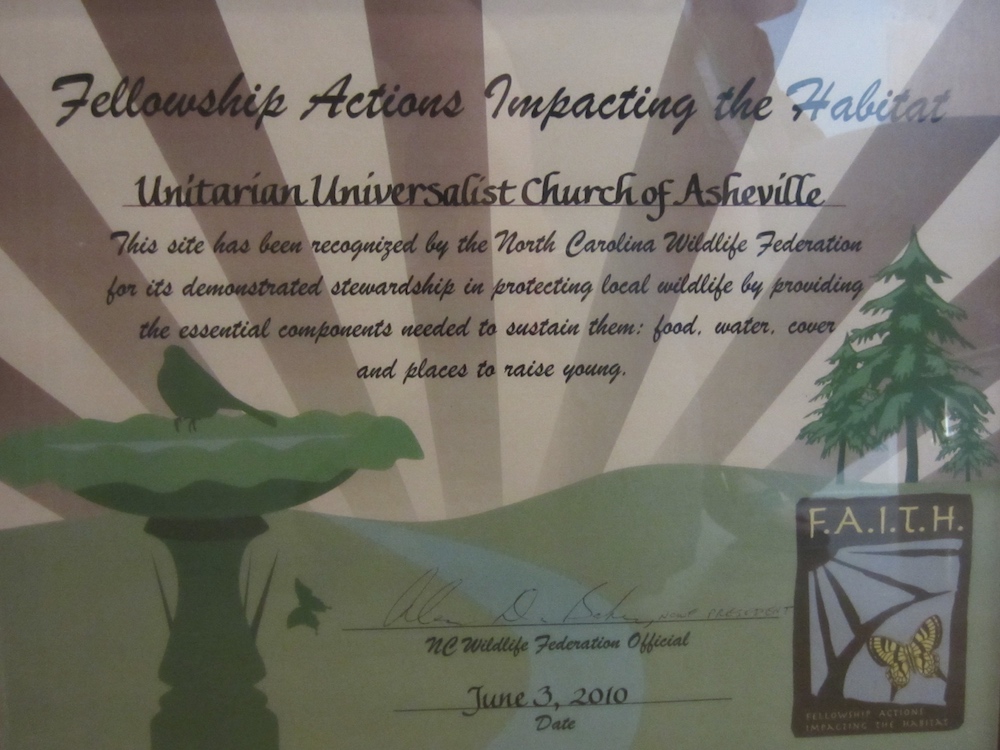 Fellowship Actions Impacting the Habitat
Unitarian Universalist Church of Asheville
This site has been recognized by the North Carolina Wildlife Federation
for its demonstrated stewardship in protecting local wildlife by providing
the essential components needed to sustain them: food, water, cover
and places to raise young.
F.A.I.T.H.
Alan D. PRESIDENT
NC Wildlife Federation Official
June 3, 2010
Date
FELLOWSHIP ACTIONS
IMPACTING THE HABITAT